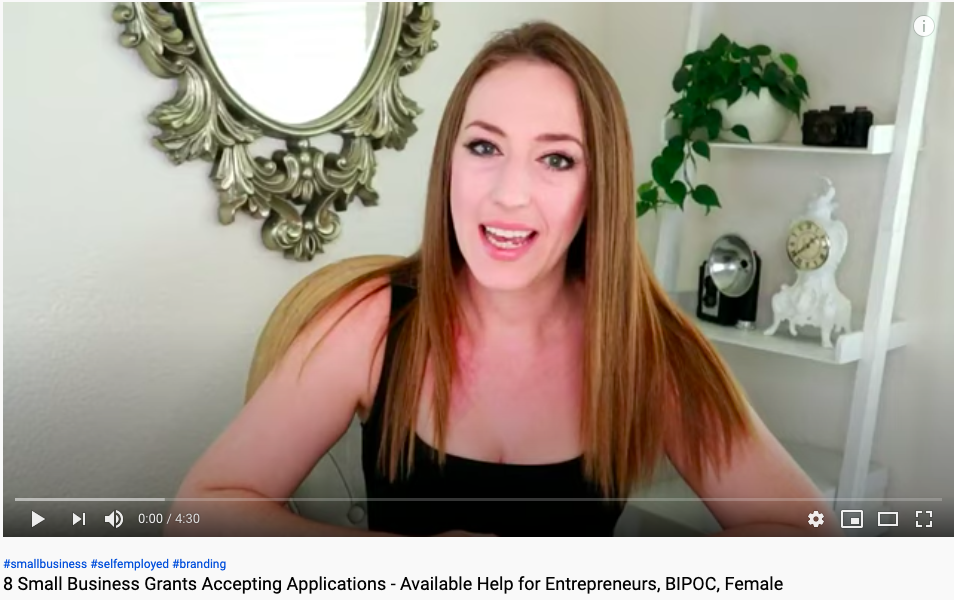 0:00 / 4:30
#smallbusiness #selfemployed #branding
8 Small Business Grants Accepting Applications - Available Help for Entrepreneurs, BIPOC, Female